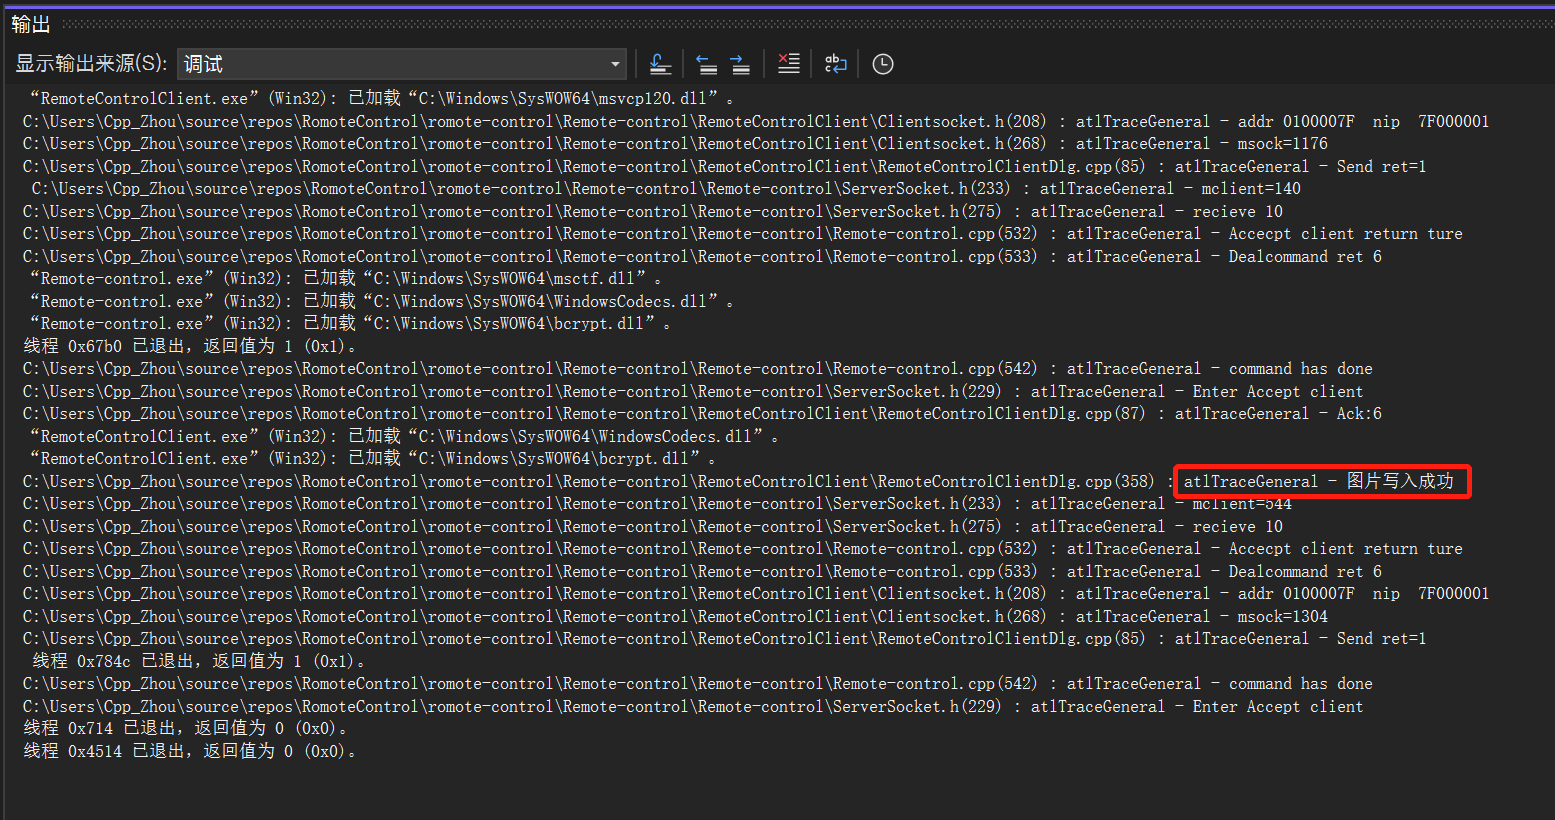 输出
显示输出来源(S): 调试
“RemoteControlClient.exe”(Win32): 已加载“C:\Windows\SysWOW64\msvcp120.dll”。
C:\Users\Cpp_Zhou\source\repos\RomoteControl\romote-control\Remote-control\RemoteControlClient\Clientsocket.h(208) : atlTraceGeneral - addr 0100007F  nip  7F000001
C:\Users\Cpp_Zhou\source\repos\RomoteControl\romote-control\Remote-control\RemoteControlClient\Clientsocket.h(268) : atlTraceGeneral - msock=1176
C:\Users\Cpp_Zhou\source\repos\RomoteControl\romote-control\Remote-control\RemoteControlClient\RemoteControlClientDlg.cpp(85) : atlTraceGeneral - Send ret=1
C:\Users\Cpp_Zhou\source\repos\RomoteControl\romote-control\Remote-control\Remote-control\ServerSocket.h(233) : atlTraceGeneral - mclient=140
C:\Users\Cpp_Zhou\source\repos\RomoteControl\romote-control\Remote-control\Remote-control\ServerSocket.h(275) : atlTraceGeneral - recieve 10
C:\Users\Cpp_Zhou\source\repos\RomoteControl\romote-control\Remote-control\Remote-control\Remote-control.cpp(532) : atlTraceGeneral - Accecpt client return ture
C:\Users\Cpp_Zhou\source\repos\RomoteControl\romote-control\Remote-control\Remote-control\Remote-control.cpp(533) : atlTraceGeneral - Dealcommand ret 6
“Remote-control.exe”(Win32): 已加载“C:\Windows\SysWOW64\msctf.dll”。
“Remote-control.exe”(Win32): 已加载“C:\Windows\SysWOW64\WindowsCodecs.dll”。
“Remote-control.exe”(Win32): 已加载“C:\Windows\SysWOW64\bcrypt.dll”。
线程 0x67b0 已退出，返回值为 1 (0x1)。
C:\Users\Cpp_Zhou\source\repos\RomoteControl\romote-control\Remote-control\Remote-control\Remote-control.cpp(542) : atlTraceGeneral - command has done
C:\Users\Cpp_Zhou\source\repos\RomoteControl\romote-control\Remote-control\Remote-control\ServerSocket.h(229) : atlTraceGeneral - Enter Accept client
C:\Users\Cpp_Zhou\source\repos\RomoteControl\romote-control\Remote-control\RemoteControlClient\RemoteControlClientDlg.cpp(87) : atlTraceGeneral - Ack:6
“RemoteControlClient.exe”(Win32): 已加载“C:\Windows\SysWOW64\WindowsCodecs.dll”。
“RemoteControlClient.exe”(Win32): 已加载“C:\Windows\SysWOW64\bcrypt.dll”。
C:\Users\Cpp_Zhou\source\repos\RomoteControl\romote-control\Remote-control\RemoteControlClient\RemoteControlClientDlg.cpp(358) : atlTraceGeneral - 图片写入成功
C:\Users\Cpp_Zhou\source\repos\RomoteControl\romote-control\Remote-control\Remote-control\ServerSocket.h(233) : atlTraceGeneral - mclient=544
C:\Users\Cpp_Zhou\source\repos\RomoteControl\romote-control\Remote-control\Remote-control\ServerSocket.h(275) : atlTraceGeneral - recieve 10
C:\Users\Cpp_Zhou\source\repos\RomoteControl\romote-control\Remote-control\Remote-control\Remote-control.cpp(532) : atlTraceGeneral - Accecpt client return ture
C:\Users\Cpp_Zhou\source\repos\RomoteControl\romote-control\Remote-control\Remote-control\Remote-control.cpp(533) : atlTraceGeneral - Dealcommand ret 6
C:\Users\Cpp_Zhou\source\repos\RomoteControl\romote-control\Remote-control\RemoteControlClient\Clientsocket.h(208) : atlTraceGeneral - addr 0100007F  nip  7F000001
C:\Users\Cpp_Zhou\source\repos\RomoteControl\romote-control\Remote-control\RemoteControlClient\Clientsocket.h(268) : atlTraceGeneral - msock=1304
C:\Users\Cpp_Zhou\source\repos\RomoteControl\romote-control\Remote-control\RemoteControlClient\RemoteControlClientDlg.cpp(85) : atlTraceGeneral - Send ret=1
线程 0x784c 已退出，返回值为 1 (0x1)。
C:\Users\Cpp_Zhou\source\repos\RomoteControl\romote-control\Remote-control\Remote-control\Remote-control.cpp(542) : atlTraceGeneral - command has done
C:\Users\Cpp_Zhou\source\repos\RomoteControl\romote-control\Remote-control\Remote-control\ServerSocket.h(229) : atlTraceGeneral - Enter Accept client
线程 0x714 已退出，返回值为 0 (0x0)。
线程 0x4514 已退出，返回值为 0 (0x0)。